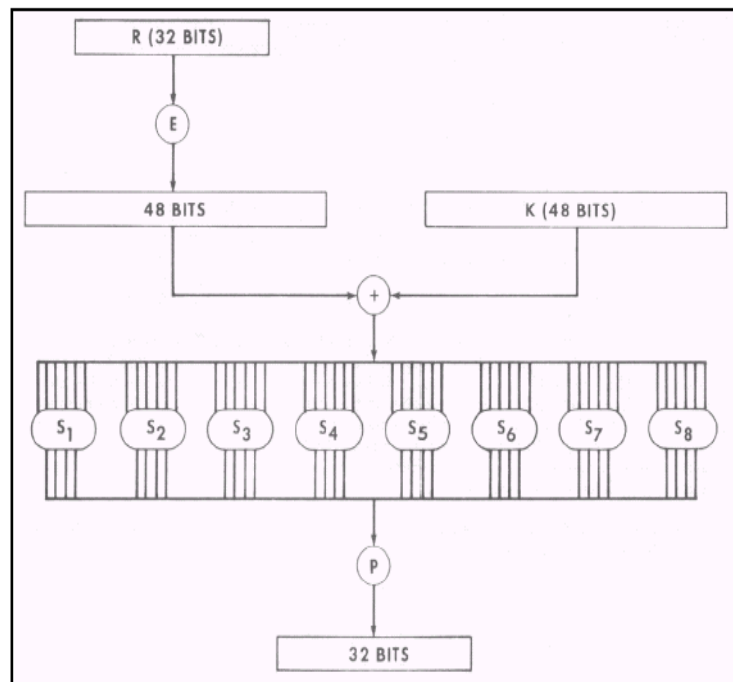 R (32 BITS)
E
48 BITS
K (48 BITS)
+
S1 S2 S3 S4 S5 S6 S7 S8
P
32 BITS